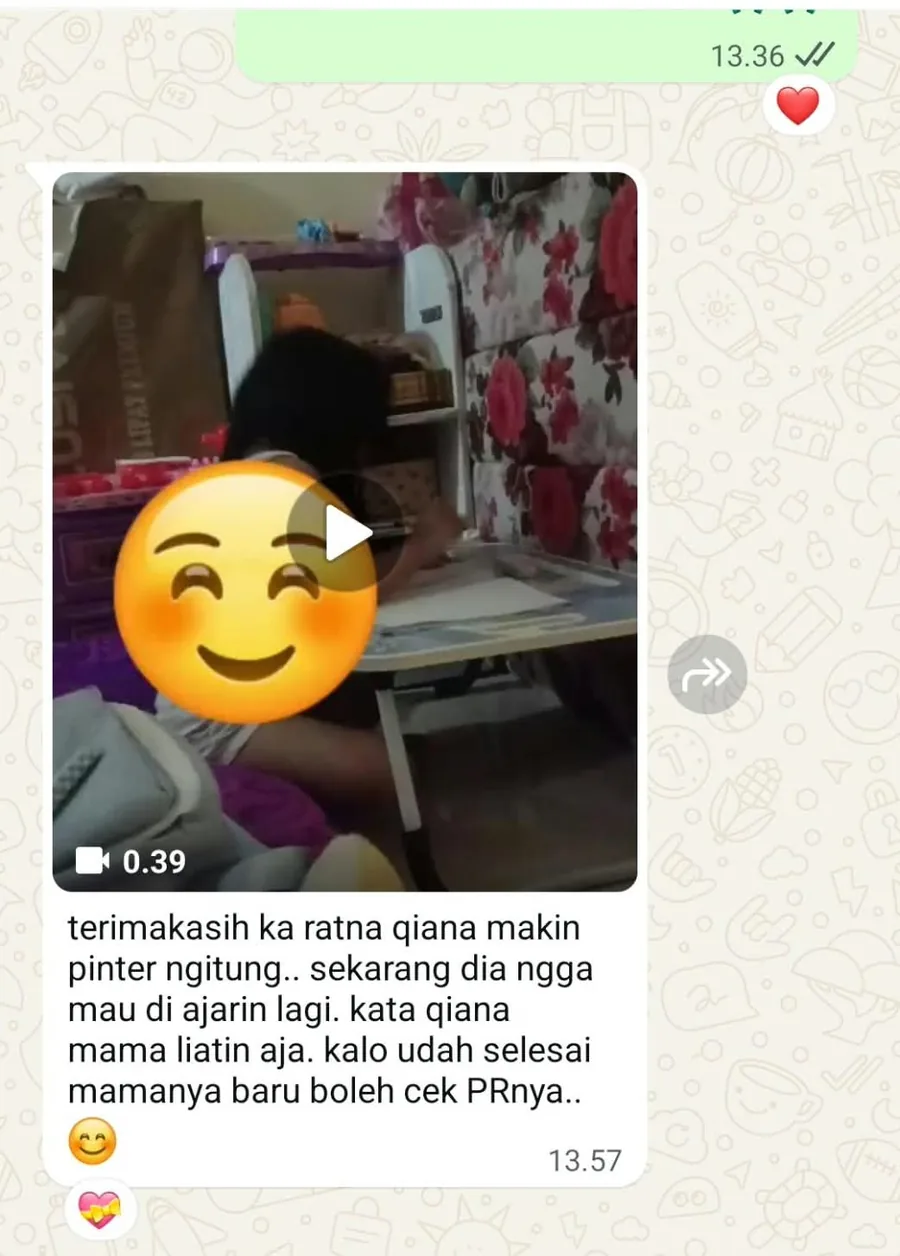 13.36
0.39
terimakasih ka ratna qiana makin
pinter ngitung.. sekarang dia ngga
mau di ajarin lagi. kata qiana
mama liatin aja. kalo udah selesai
mamanya baru boleh cek PRnya..
😊
13.57